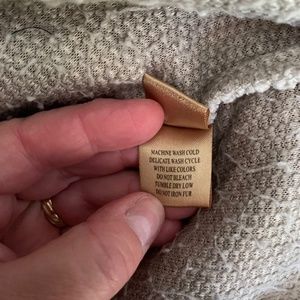 MACHINE WASH COLD
DELICATE WASH CYCLE
WITH LIKE COLORS
DO NOT BLEACH
TUMBLE DRY LOW
DO NOT IRON FUR